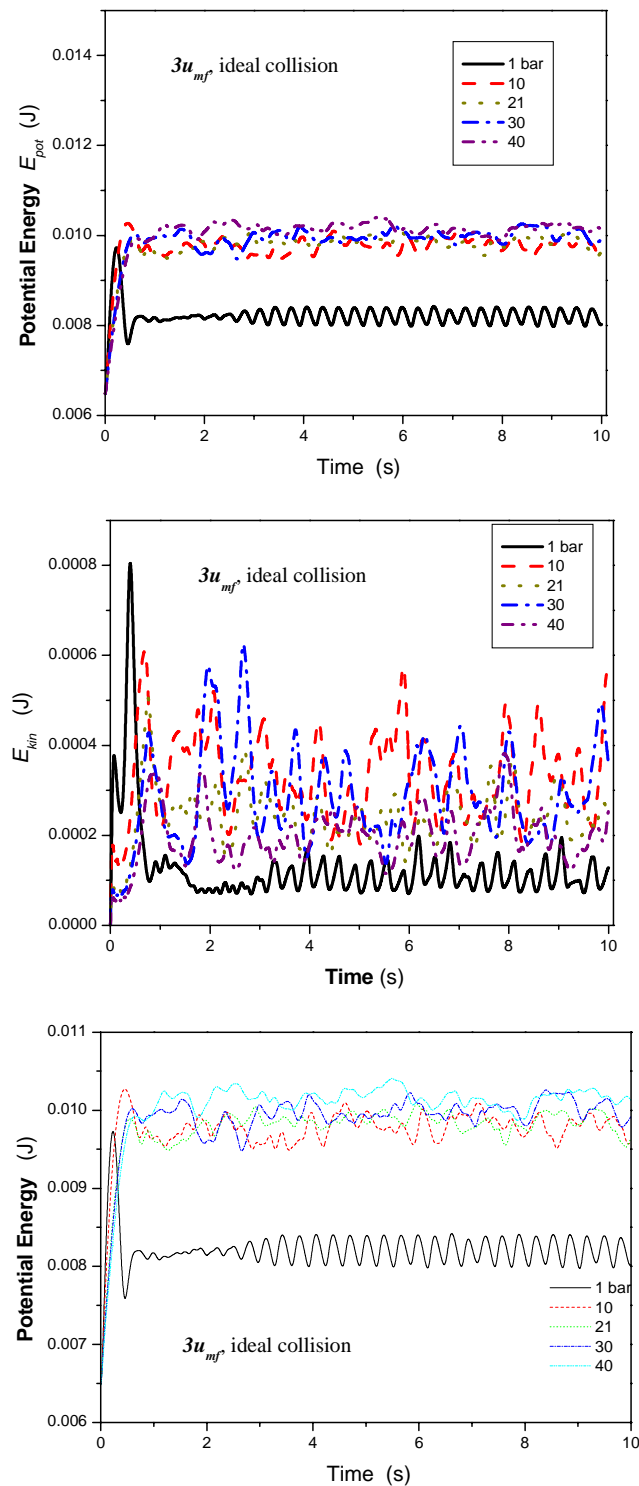 0.014
0.012
0.010
0.008
0.006
Potential Energy E_pot (J)
3u_mf, ideal collision
1 bar
10
21
30
40
0 2 4 6 8 10
Time (s)
0.0008
0.0006
0.0004
0.0002
0.0000
E_kin (J)
3u_mf, ideal collision
1 bar
10
21
30
40
0 2 4 6 8 10
Time (s)
0.011
0.010
0.009
0.008
0.007
0.006
Potential Energy (J)
3u_mf, ideal collision
1 bar
10
21
30
40
0 2 4 6 8 10
Time (s)